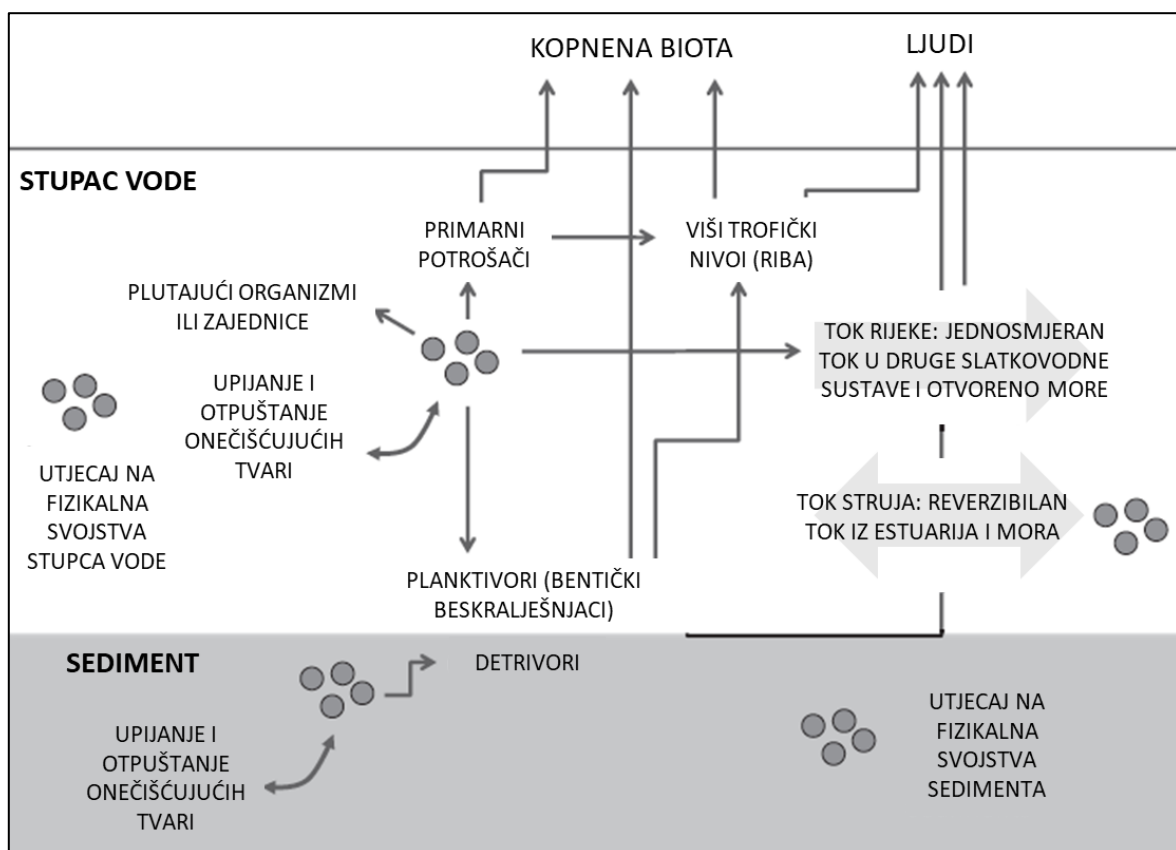 KOPNENA BIOTA
LJUDI
STUPAC VODE
PRIMARNI
POTROŠAČI
VIŠI TROFIČKI
NIVOI (RIBA)
PLUTAJUĆI ORGANIZMI
ILI ZAJEDNICE
TOK RIJEKE: JEDNOSMJERAN
TOK U DRUGE SLATKOVODNE
SUSTAVE I OTVORENO MORE
UPIJANJE I
OTPUŠTANJE
ONEČIŠĆUJUĆIH
TVARI
UTJECAJ NA
FIZIKALNA
SVOJSTVA
STUPCA VODE
TOK STRUJA: REVERZIBILAN
TOK IZ ESTUARIJA I MORA
PLANKTIVORI (BENTIČKI
BESKRALJEŠNJACI)
SEDIMENT
DETRIVORI
UPIJANJE I
OTPUŠTANJE
ONEČIŠĆUJUĆIH
TVARI
UTJECAJ NA
FIZIKALNA
SVOJSTVA
SEDIMENTA